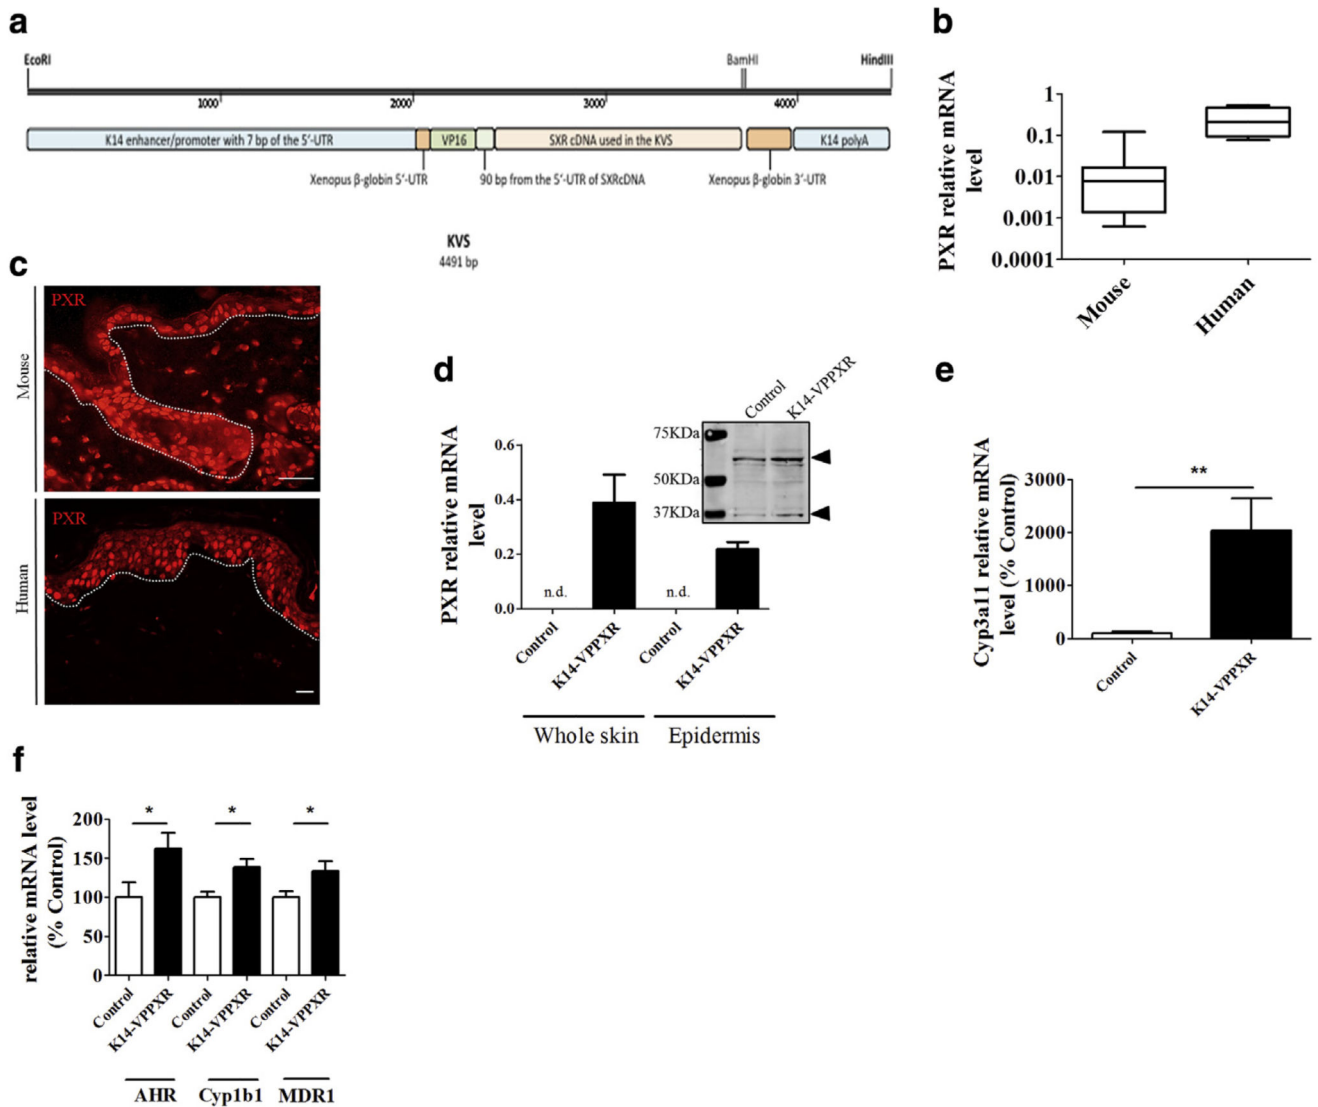 a
EcoRI
BamHI
HindIII
1000
2000
3000
4000
K14 enhancer/promoter with 7 bp of the 5′-UTR
VP16
SXR cDNA used in the KVS
K14 polyA
Xenopus β-globin 5′-UTR
90 bp from the 5′-UTR of SXRcDNA
Xenopus β-globin 3′-UTR
KVS
4491 bp
b
PXR relative mRNA
level
1
0.1
0.01
0.001
0.0001
Mouse
Human
c
Mouse
PXR
Human
PXR
d
PXR relative mRNA
level
0.6
0.4
0.2
0.0
n.d.
n.d.
Control
K14-VPPXR
Control
K14-VPPXR
Whole skin
Epidermis
Control
K14-VPPXR
75KDa
50KDa
37KDa
e
Cyp3a11 relative mRNA
level (% Control)
3000
2000
1000
0
**
Control
K14-VPPXR
f
relative mRNA level
(% Control)
200
150
100
50
0
*
*
*
Control
K14-VPPXR
Control
K14-VPPXR
Control
K14-VPPXR
AHR
Cyp1b1
MDR1